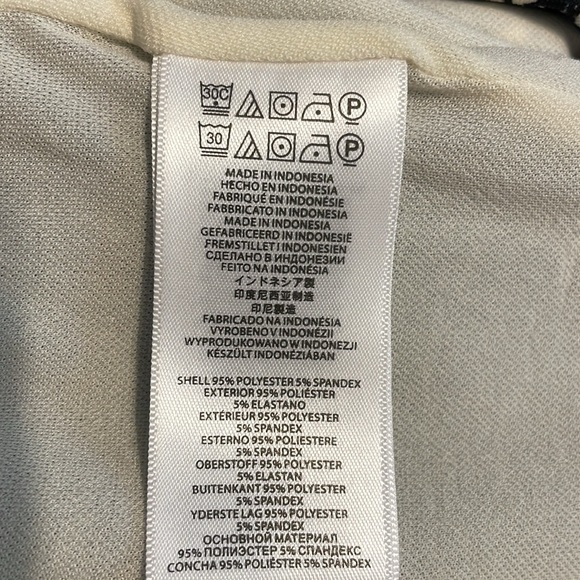 30C P
30 P
MADE IN INDONESIA
HECHO EN INDONESIA
FABRIQUÉ EN INDONÉSIE
FABBRICATO IN INDONESIA
MADE IN INDONESIA
GEFABRICEERD IN INDONESIË
FREMSTILLET I INDONESIEN
СДЕЛАНО В ИНДОНЕЗИИ
FEITO NA INDONÉSIA
インドネシア製
印度尼西亚制造
印尼製造
FABRICADO NA INDONÉSIA
VYROBENO V INDONÉZII
WYPRODUKOWANO W INDONEZJI
KÉSZÜLT INDONÉZIÁBAN
SHELL 95% POLYESTER 5% SPANDEX
EXTERIOR 95% POLIÉSTER
5% ELASTANO
EXTÉRIEUR 95% POLYESTER
5% SPANDEX
ESTERNO 95% POLIESTERE
5% SPANDEX
OBERSTOFF 95% POLYESTER
5% ELASTAN
BUITENKANT 95% POLYESTER
5% SPANDEX
YDERSTE LAG 95% POLYESTER
5% SPANDEX
ОСНОВНОЙ МАТЕРИАЛ
95% ПОЛИЭСТЕР 5% СПАНДЕКС
CONCHA 95% POLIÉSTER 5% SPANDEX